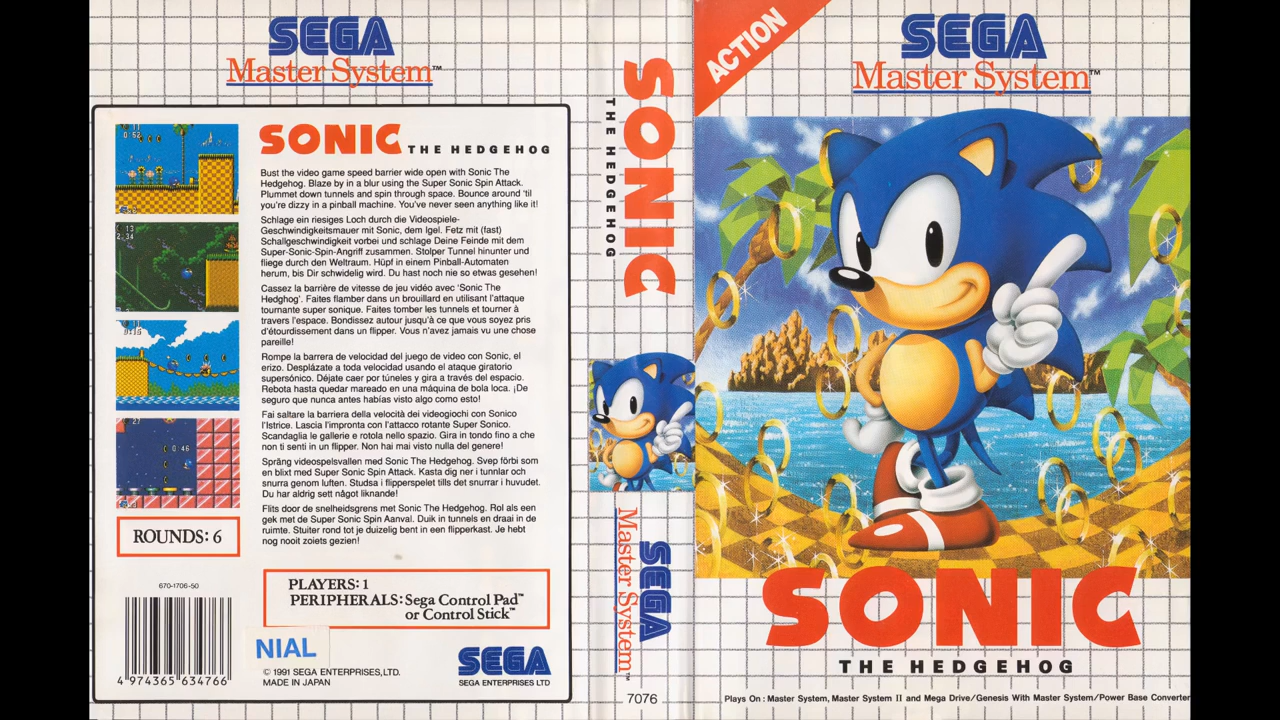 SEGA
Master System™
SONIC THE HEDGEHOG
Bust the video game speed barrier wide open with Sonic The
Hedgehog. Blaze by in a blur using the Super Sonic Spin Attack.
Plummet down tunnels and spin through space. Bounce around 'til
you're dizzy in a pinball machine. You've never seen anything like it!
Schlage ein riesiges Loch durch die Videospiele-
Geschwindigkeitsmauer mit Sonic, dem Igel. Fetz mit (fast)
Schallgeschwindigkeit vorbei und schlage Deine Feinde mit dem
Super-Sonic-Spin-Angriff zusammen. Stolper Tunnel hinunter und
fliege durch den Weltraum. Hüpf in einem Pinball-Automaten
herum, bis Dir schwidelig wird. Du hast noch nie so etwas gesehen!
Cassez la barrière de vitesse de jeu vidéo avec 'Sonic The
Hedghog'. Faites flamber dans un brouillard en utilisant l'attaque
tournante super sonique. Faites tomber les tunnels et tourner à
travers l'espace. Bondissez autour jusqu'à ce que vous soyez pris
d'étourdissement dans un flipper. Vous n'avez jamais vu une chose
pareille!
Rompe la barrera de velocidad del juego de video con Sonic, el
erizo. Desplázate a toda velocidad usando el ataque giratorio
supersónico. Déjate caer por túneles y gira a través del espacio.
Rebota hasta quedar mareado en una máquina de bola loca. ¡De
seguro que nunca antes habías visto algo como esto!
Fai saltare la barriera della velocità dei videogiochi con Sonico
l'Istrice. Lascia l'impronta con l'attacco rotante Super Sonico.
Scandaglia le gallerie e rotola nello spazio. Gira in tondo fino a che
non ti senti in un flipper. Non hai mai visto nulla del genere!
Spräng videospelsvallen med Sonic The Hedgehog. Svep förbi som
en blixt med Super Sonic Spin Attack. Kasta dig ner i tunnlar och
snurra genom luften. Studsa i flipperspelet tills det snurrar i huvudet.
Du har aldrig sett något liknande!
Flits door de snelheidsgrens met Sonic The Hedgehog. Rol als een
gek met de Super Sonic Spin Aanval. Duik in tunnels en draai in de
ruimte. Stuiter rond tot je duizelig bent in een flipperkast. Je hebt
nog nooit zoiets gezien!
ROUNDS: 6
PLAYERS: 1
PERIPHERALS: Sega Control Pad™
or Control Stick™
670-1706-50
4 974365 634766
NIAL
© 1991 SEGA ENTERPRISES, LTD.
MADE IN JAPAN
SEGA
SEGA ENTERPRISES LTD
SONIC
THE HEDGEHOG
SEGA
Master System™
7076
ACTION
SEGA
Master System™
SONIC
THE HEDGEHOG
Plays On : Master System, Master System II and Mega Drive/Genesis With Master System/Power Base Converter